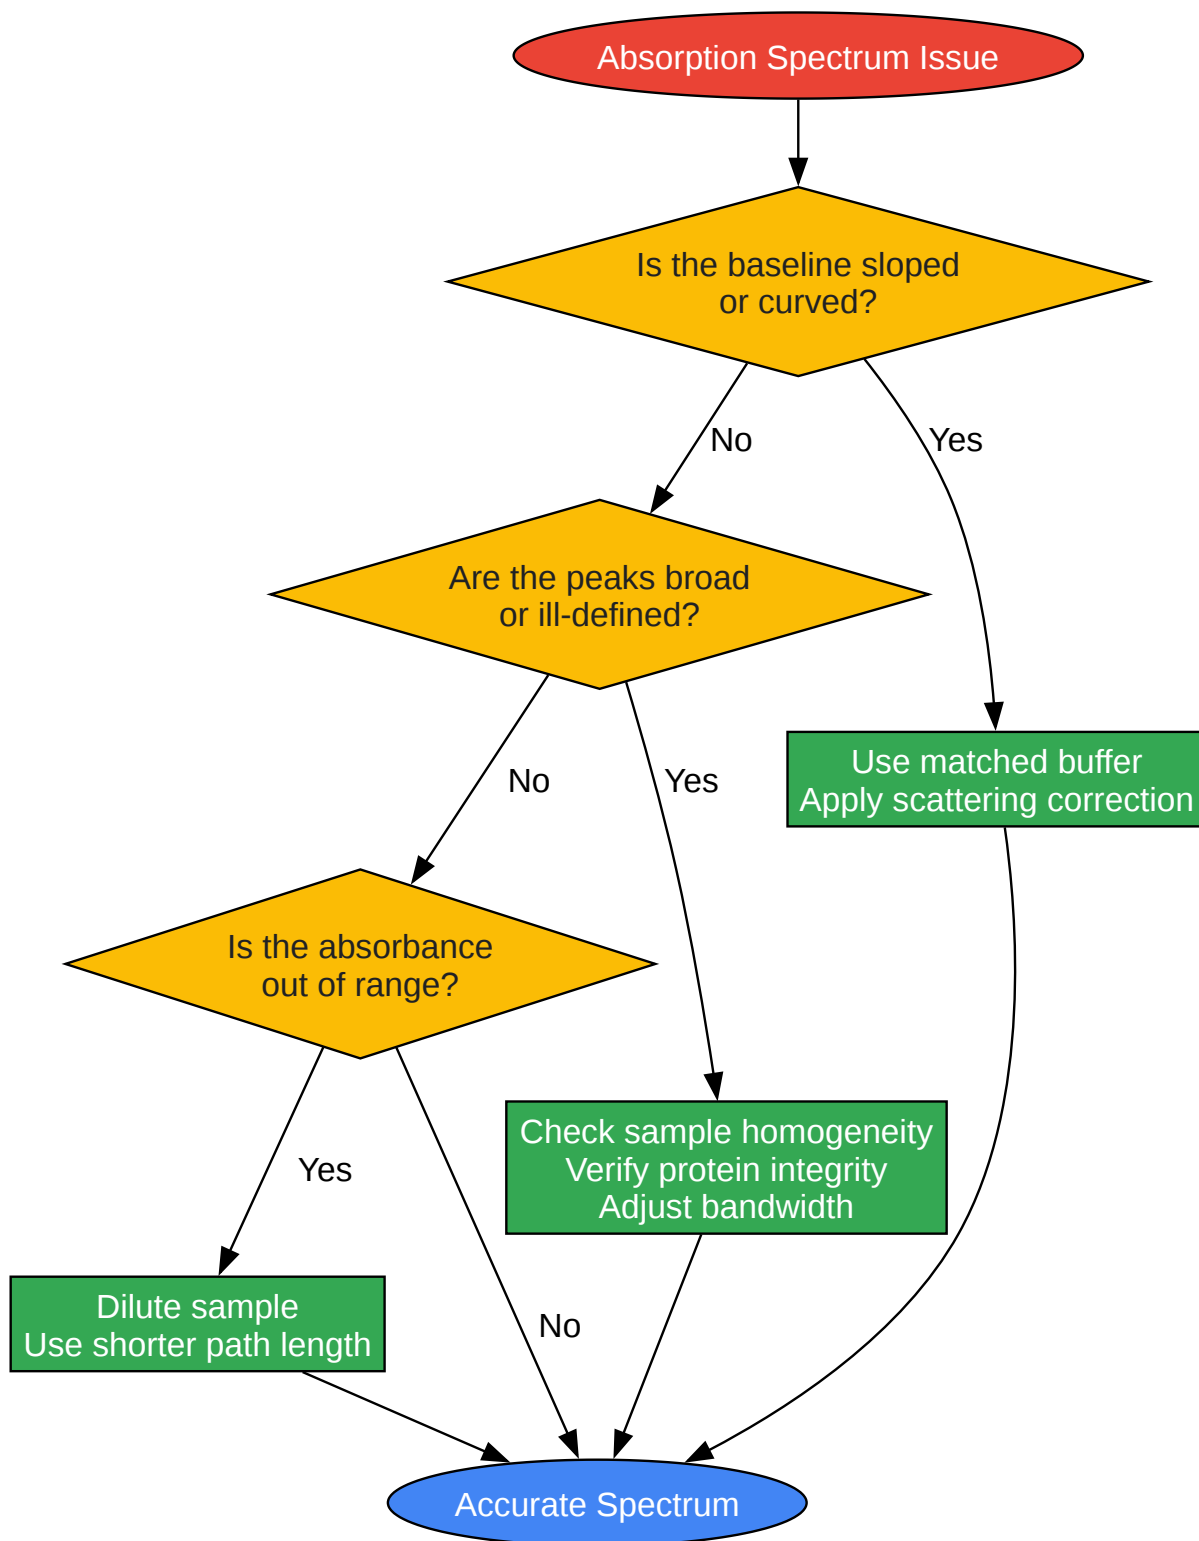 Absorption Spectrum Issue
Is the baseline sloped
or curved?
No
Yes
Are the peaks broad
or ill-defined?
No
Yes
Use matched buffer
Apply scattering correction
Is the absorbance
out of range?
Yes
No
Check sample homogeneity
Verify protein integrity
Adjust bandwidth
Dilute sample
Use shorter path length
Accurate Spectrum